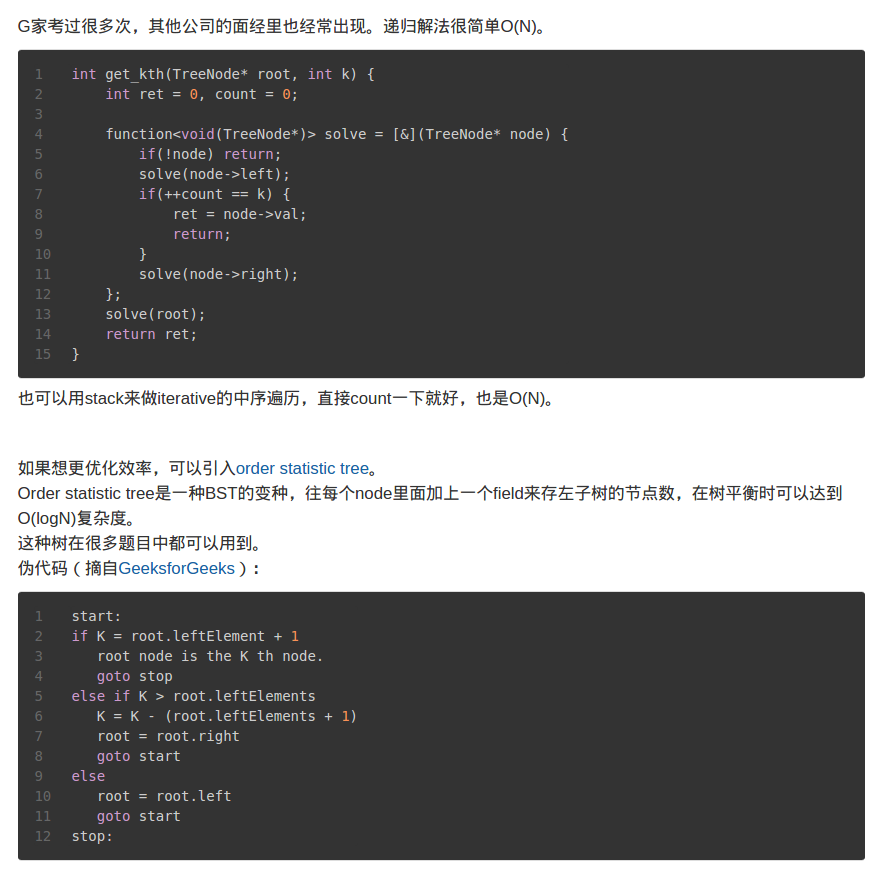 G家考过很多次，其他公司的面经里也经常出现。递归解法很简单O(N)。
1 int get_kth(TreeNode* root, int k) {
2     int ret = 0, count = 0;
3
4     function<void(TreeNode*)> solve = [&](TreeNode* node) {
5         if(!node) return;
6         solve(node->left);
7         if(++count == k) {
8             ret = node->val;
9             return;
10         }
11         solve(node->right);
12     };
13     solve(root);
14     return ret;
15 }
也可以用stack来做iterative的中序遍历，直接count一下就好，也是O(N)。
如果想更优化效率，可以引入order statistic tree。
Order statistic tree是一种BST的变种，往每个node里面加上一个field来存左子树的节点数，在树平衡时可以达到
O(logN)复杂度。
这种树在很多题目中都可以用到。
伪代码（摘自GeeksforGeeks）：
1 start:
2 if K = root.leftElement + 1
3    root node is the K th node.
4    goto stop
5 else if K > root.leftElements
6    K = K - (root.leftElements + 1)
7    root = root.right
8    goto start
9 else
10    root = root.left
11    goto start
12 stop: